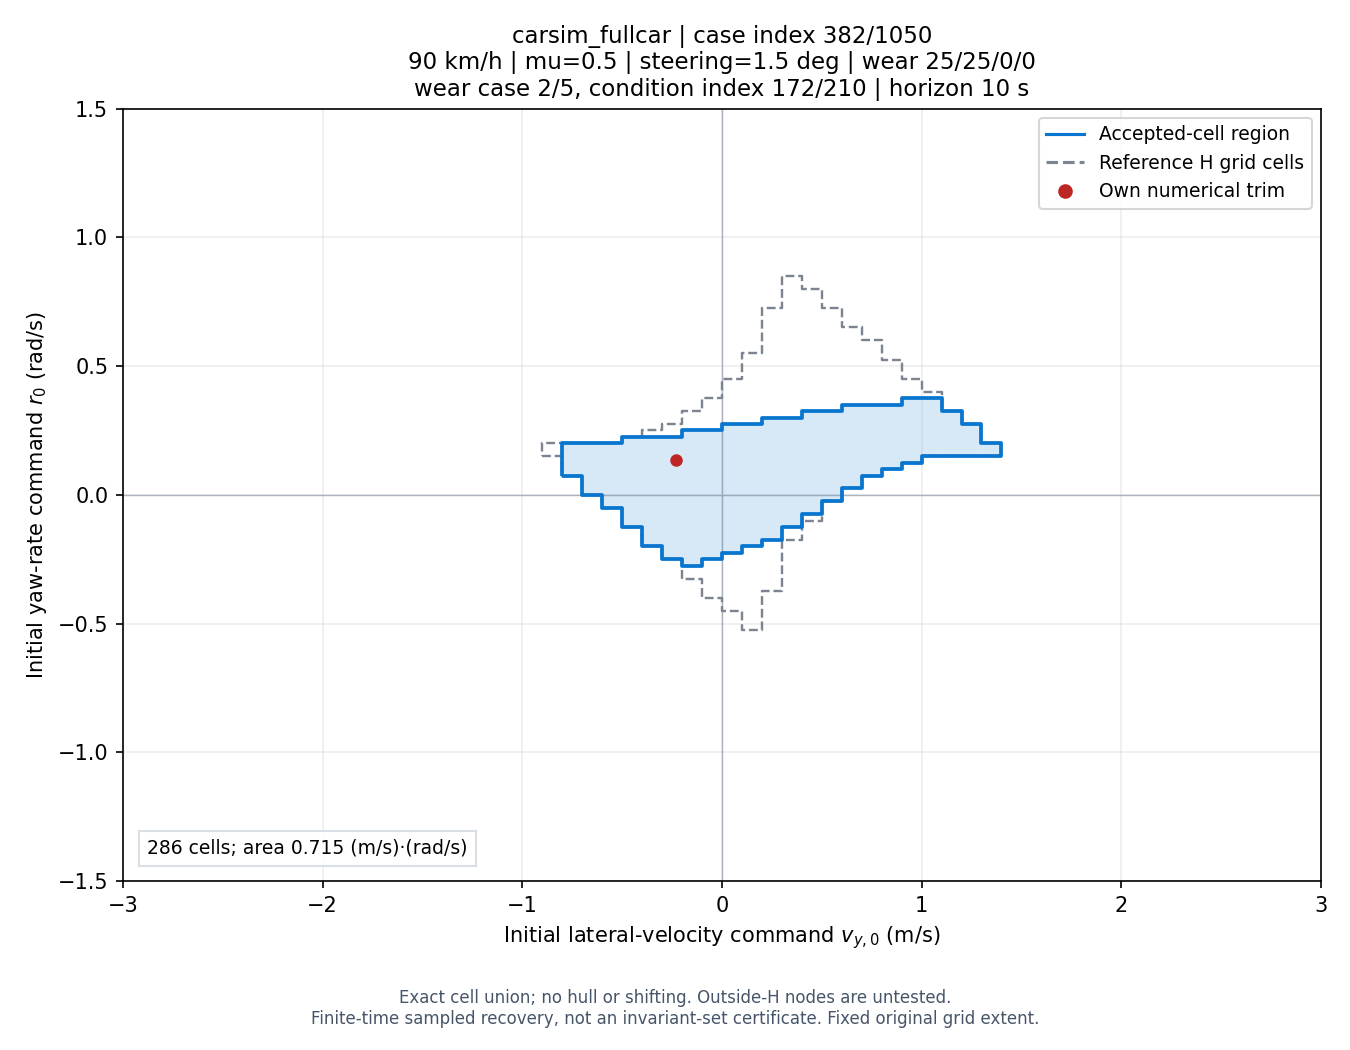 carsim_fullcar | case index 382/1050
90 km/h | mu=0.5 | steering=1.5 deg | wear 25/25/0/0
wear case 2/5, condition index 172/210 | horizon 10 s
Accepted-cell region
Reference H grid cells
Own numerical trim
1.5
1.0
0.5
0.0
−0.5
−1.0
−1.5
Initial yaw-rate command r₀ (rad/s)
286 cells; area 0.715 (m/s)·(rad/s)
−3
−2
−1
0
1
2
3
Initial lateral-velocity command v_{y,0} (m/s)
Exact cell union; no hull or shifting. Outside-H nodes are untested.
Finite-time sampled recovery, not an invariant-set certificate. Fixed original grid extent.